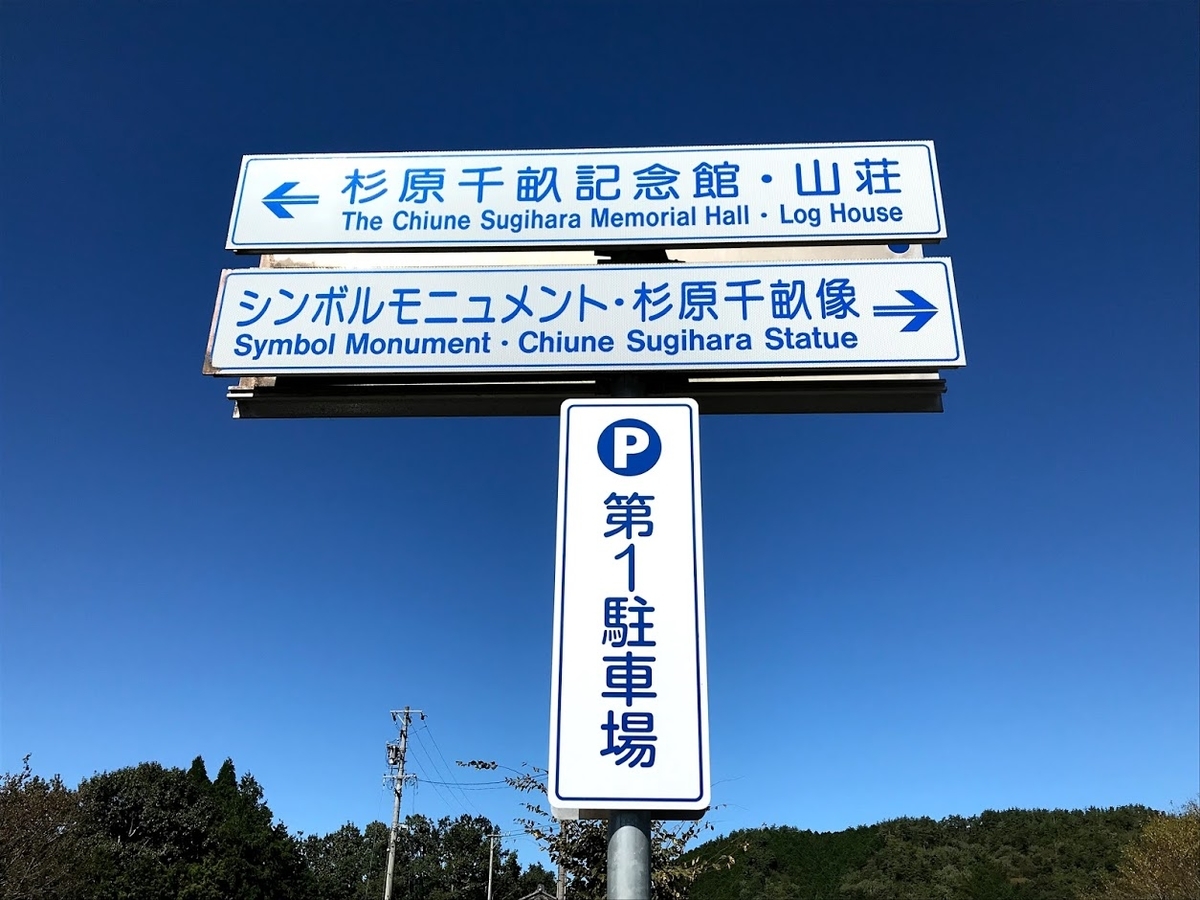 杉原千畝記念館・山荘
The Chiune Sugihara Memorial Hall・Log House
シンボルモニュメント・杉原千畝像
Symbol Monument・Chiune Sugihara Statue
P
第1駐車場